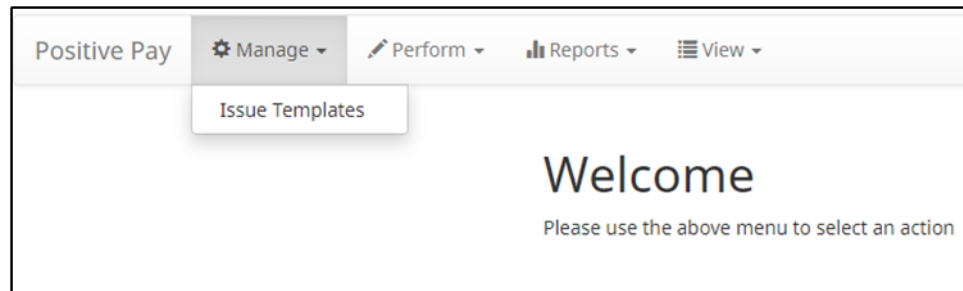 Positive Pay Manage Perform Reports View
Issue Templates
Welcome
Please use the above menu to select an action